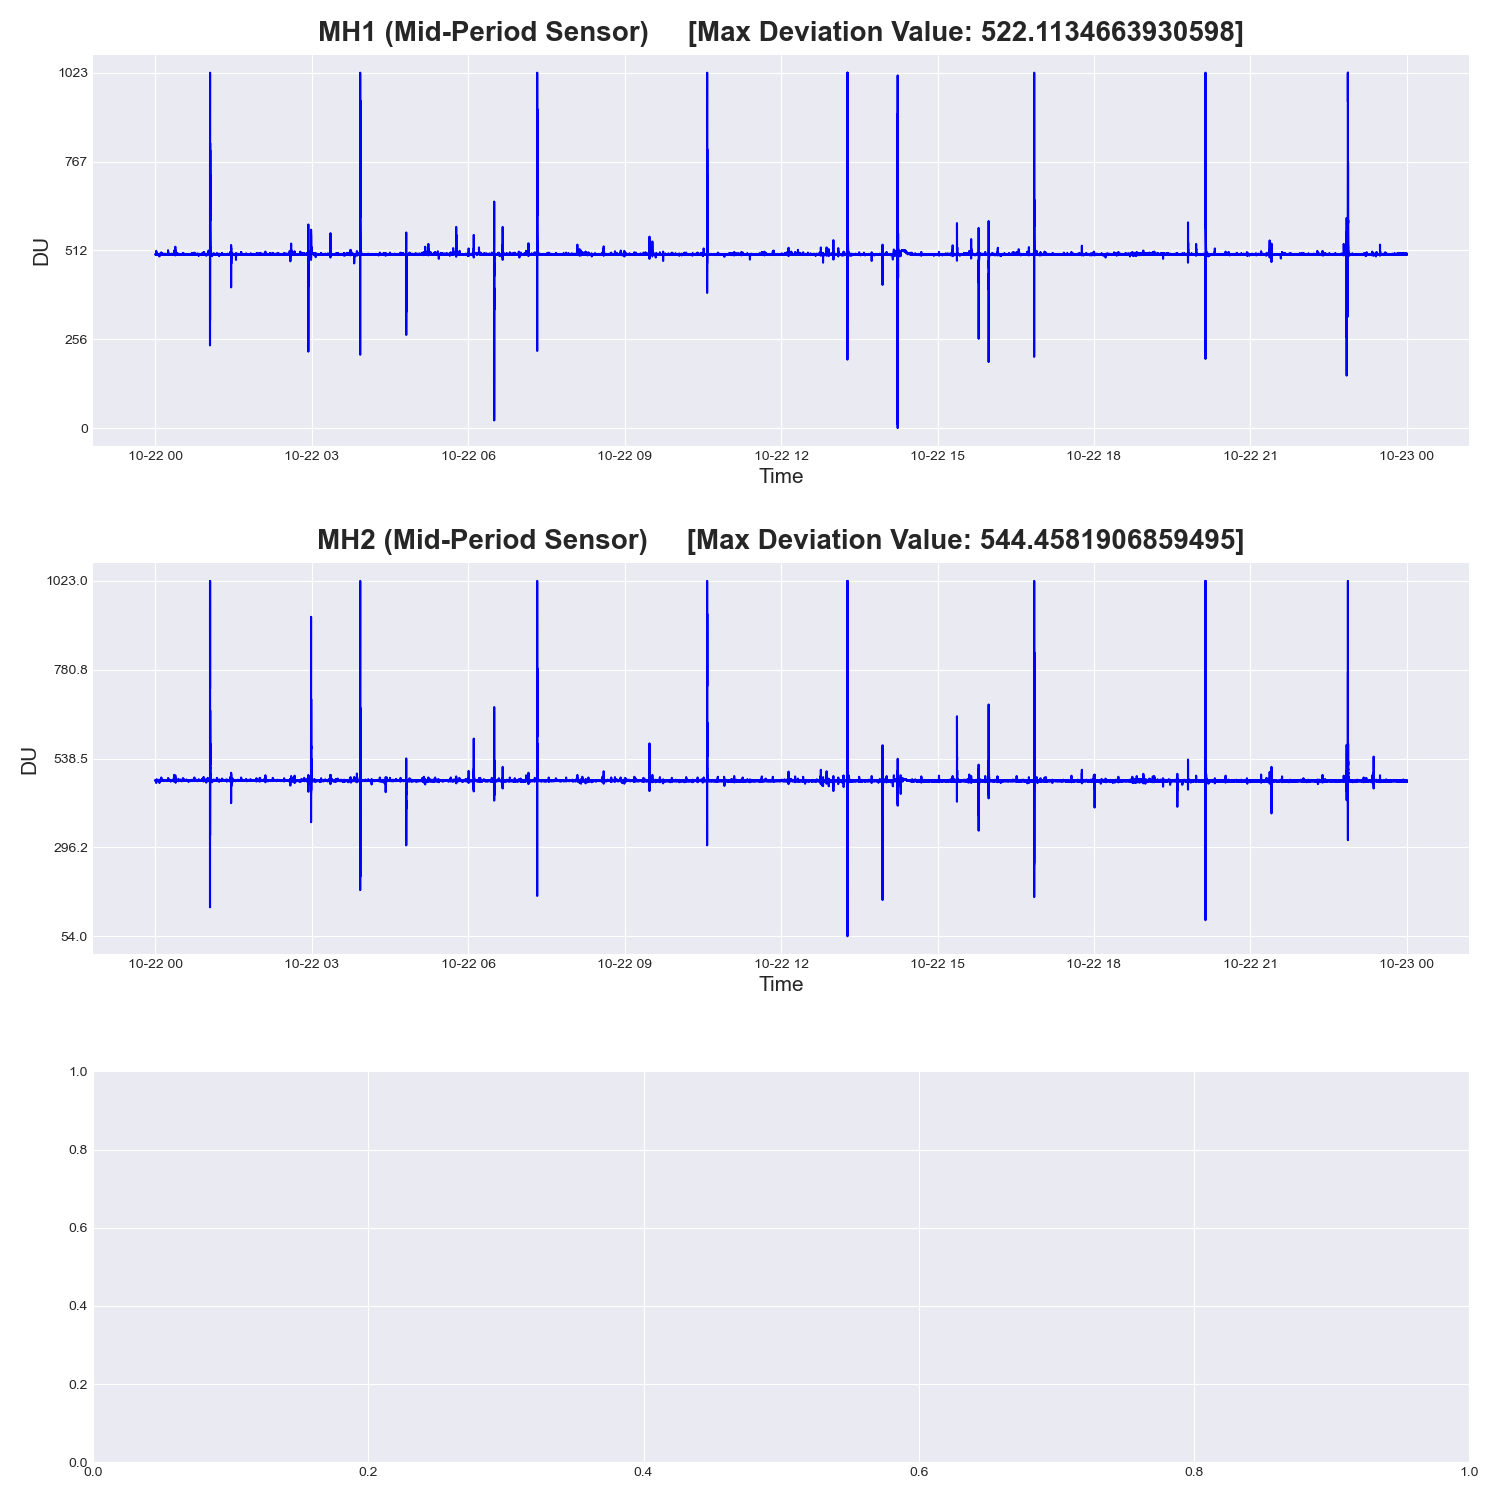 MH1 (Mid-Period Sensor) [Max Deviation Value: 522.1134663930598]
1023
767
512
256
0
DU
10-22 00 10-22 03 10-22 06 10-22 09 10-22 12 10-22 15 10-22 18 10-22 21 10-23 00
Time
MH2 (Mid-Period Sensor) [Max Deviation Value: 544.4581906859495]
1023.0
780.8
538.5
296.2
54.0
DU
10-22 00 10-22 03 10-22 06 10-22 09 10-22 12 10-22 15 10-22 18 10-22 21 10-23 00
Time
1.0
0.8
0.6
0.4
0.2
0.0
0.0 0.2 0.4 0.6 0.8 1.0